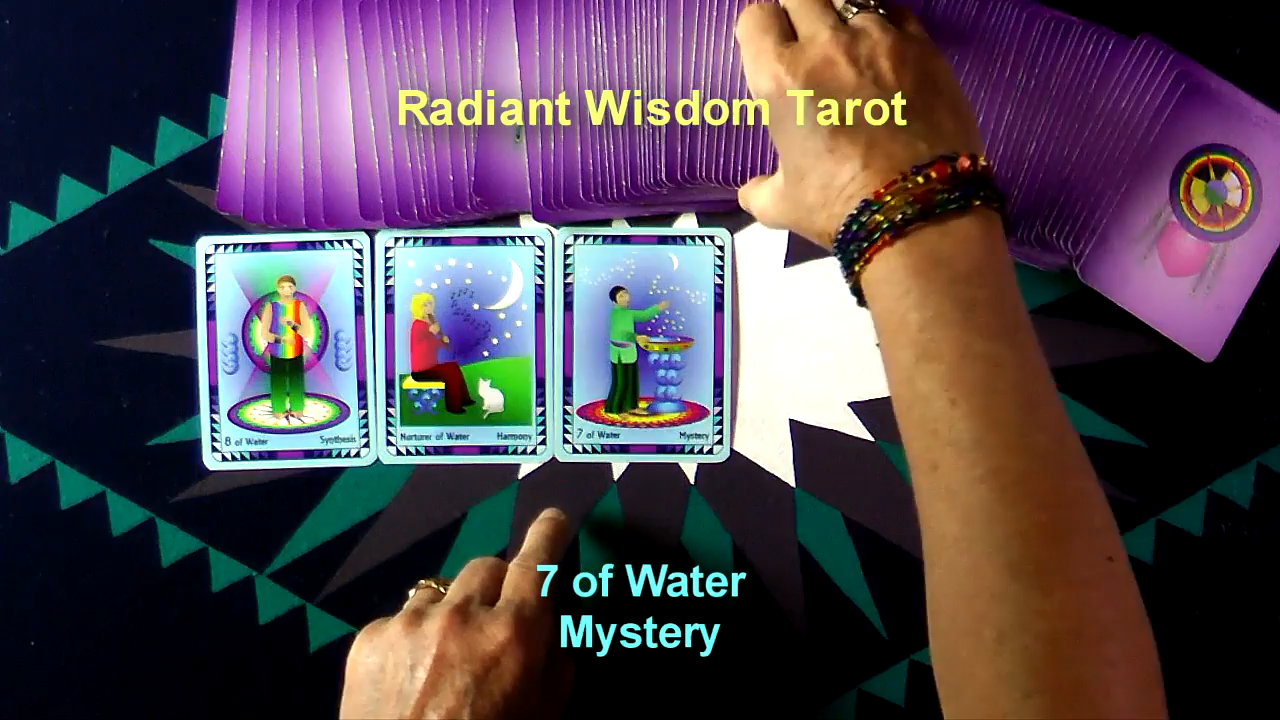 Radiant Wisdom Tarot
8 of Water Synthesis
Nurturer of Water Harmony
7 of Water Mystery
7 of Water
Mystery